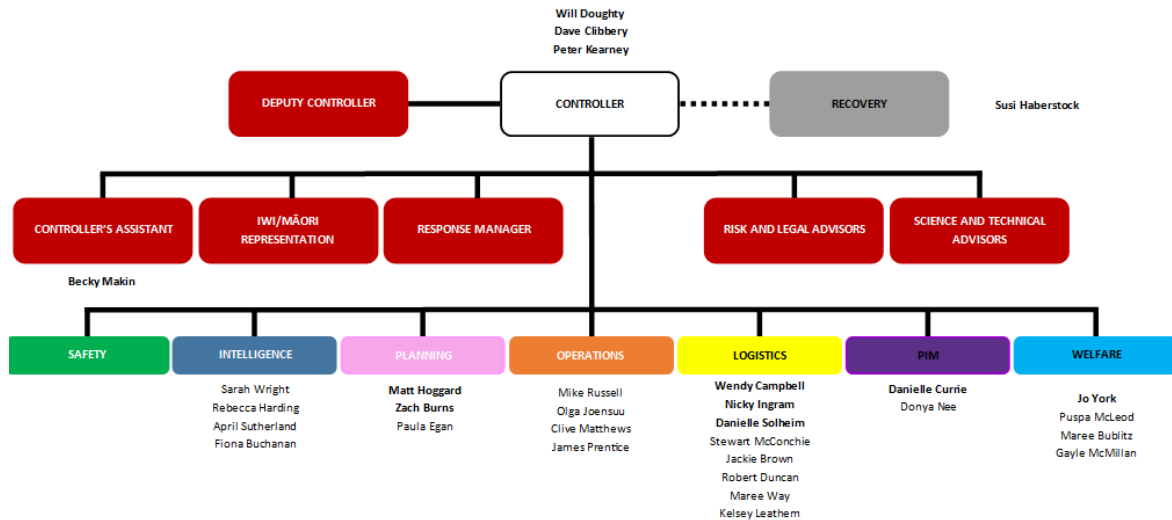 Will Doughty
Dave Clibbery
Peter Kearney
DEPUTY CONTROLLER
CONTROLLER
RECOVERY
Susi Haberstock
CONTROLLER'S ASSISTANT
IWI/MĀORI
REPRESENTATION
RESPONSE MANAGER
RISK AND LEGAL ADVISORS
SCIENCE AND TECHNICAL
ADVISORS
Becky Makin
SAFETY
INTELLIGENCE
Sarah Wright
Rebecca Harding
April Sutherland
Fiona Buchanan
PLANNING
Matt Hoggard
Zach Burns
Paula Egan
OPERATIONS
Mike Russell
Olga Joensuu
Clive Matthews
James Prentice
LOGISTICS
Wendy Campbell
Nicky Ingram
Danielle Solheim
Stewart McConchie
Jackie Brown
Robert Duncan
Maree Way
Kelsey Leathem
PIM
Danielle Currie
Donya Nee
WELFARE
Jo York
Puspa McLeod
Maree Bublitz
Gayle McMillan